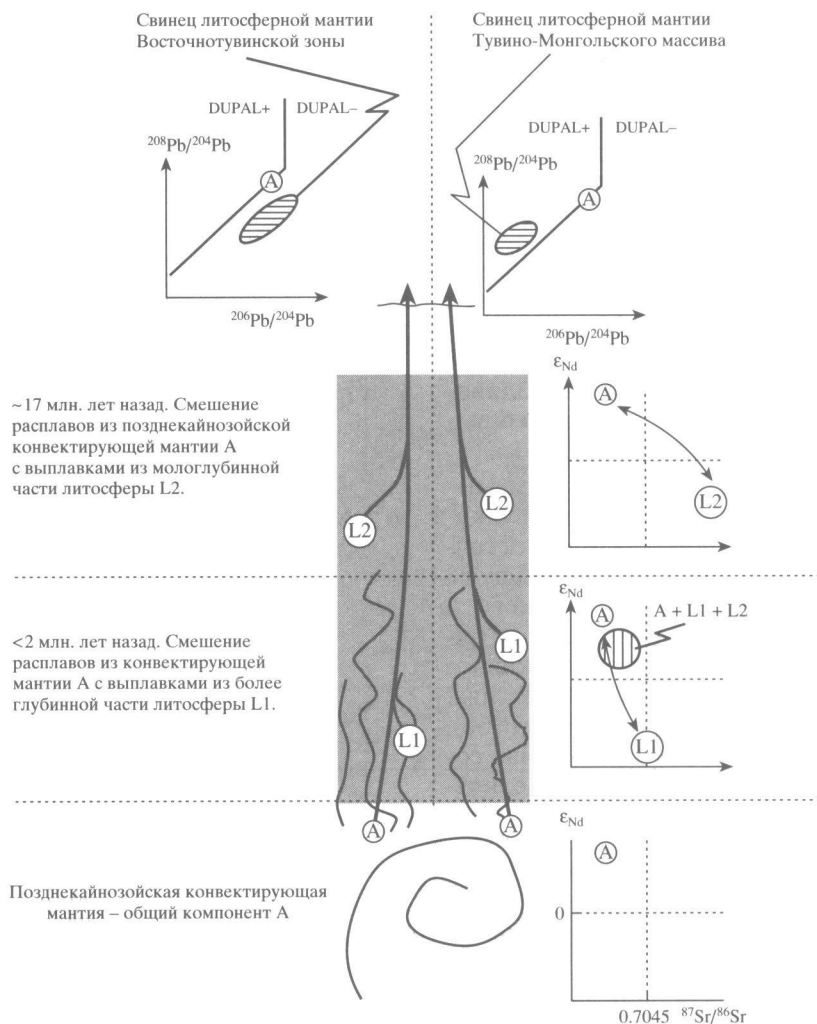 Свинец литосферной мантии
Восточнотувинской зоны
Свинец литосферной мантии
Тувино-Монгольского массива
DUPAL+ DUPAL–
208Pb/204Pb
A
206Pb/204Pb
DUPAL+ DUPAL–
208Pb/204Pb
A
206Pb/204Pb
~17 млн. лет назад. Смешение
расплавов из позднекайнозойской
конвектирующей мантии А
с выплавками из мологлубинной
части литосферы L2.
L2
L2
εNd
A
L2
<2 млн. лет назад. Смешение
расплавов из конвектирующей
мантии А с выплавками из более
глубинной части литосферы L1.
L1
L1
εNd
A
A + L1 + L2
L1
A
A
Позднекайнозойская конвектирующая
мантия – общий компонент А
εNd
A
0
0.7045 87Sr/86Sr